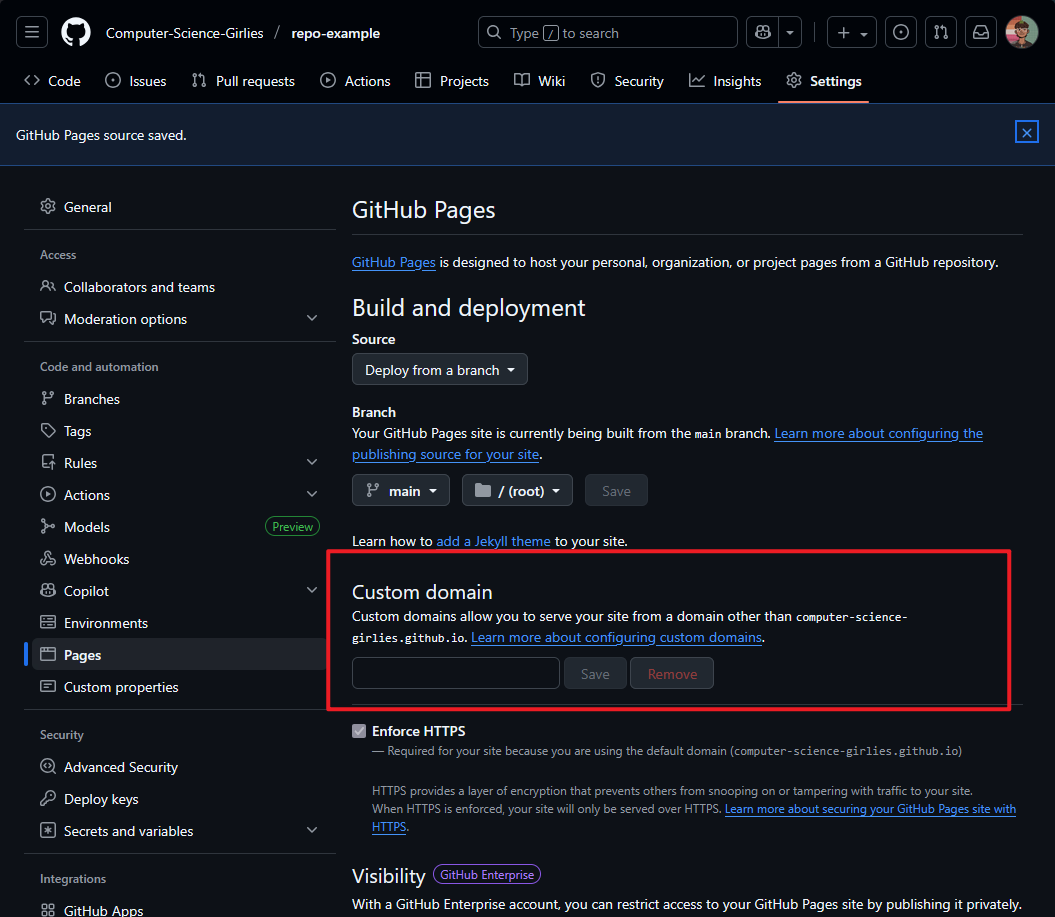 Computer-Science-Girlies / repo-example
Type / to search
Code
Issues
Pull requests
Actions
Projects
Wiki
Security
Insights
Settings
GitHub Pages source saved.
General
Access
Collaborators and teams
Moderation options
Code and automation
Branches
Tags
Rules
Actions
Models Preview
Webhooks
Copilot
Environments
Pages
Custom properties
Security
Advanced Security
Deploy keys
Secrets and variables
Integrations
GitHub Apps
GitHub Pages
GitHub Pages is designed to host your personal, organization, or project pages from a GitHub repository.
Build and deployment
Source
Deploy from a branch
Branch
Your GitHub Pages site is currently being built from the main branch. Learn more about configuring the
publishing source for your site.
main / (root) Save
Learn how to add a Jekyll theme to your site.
Custom domain
Custom domains allow you to serve your site from a domain other than computer-science-
girlies.github.io. Learn more about configuring custom domains.
Save Remove
Enforce HTTPS
— Required for your site because you are using the default domain (computer-science-girlies.github.io)
HTTPS provides a layer of encryption that prevents others from snooping on or tampering with traffic to your site.
When HTTPS is enforced, your site will only be served over HTTPS. Learn more about securing your GitHub Pages site with
HTTPS.
Visibility GitHub Enterprise
With a GitHub Enterprise account, you can restrict access to your GitHub Pages site by publishing it privately.